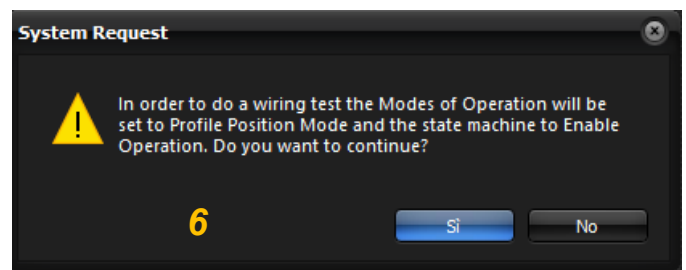 System Request
In order to do a wiring test the Modes of Operation will be
set to Profile Position Mode and the state machine to Enable
Operation. Do you want to continue?
6
Sì No